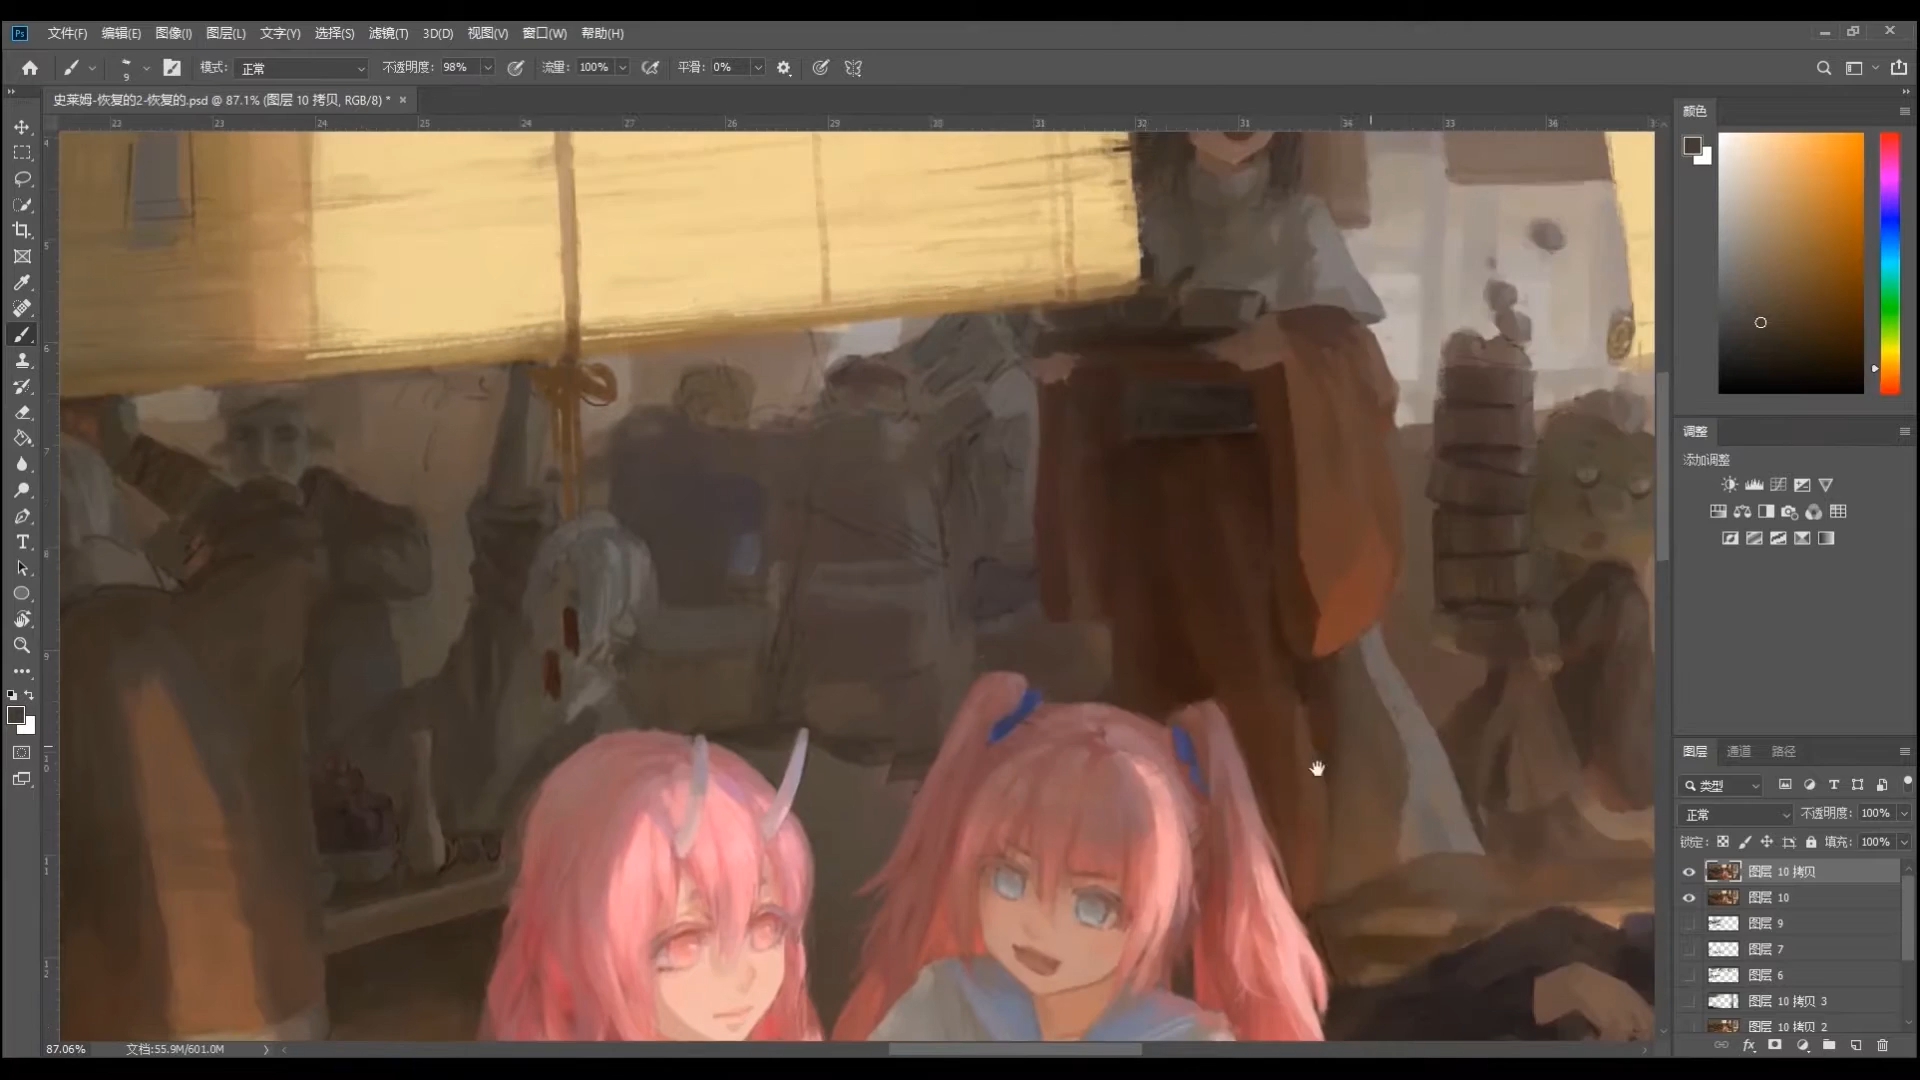 Ps 文件(F) 编辑(E) 图像(I) 图层(L) 文字(Y) 选择(S) 滤镜(T) 3D(D) 视图(V) 窗口(W) 帮助(H)
9 模式: 正常 不透明度: 98% 流量: 100% 平滑: 0%
史莱姆-恢复的2-恢复的.psd @ 87.1% (图层 10 拷贝, RGB/8) * ×
颜色
调整
添加调整
图层 通道 路径
类型
正常 不透明度: 100%
锁定: 填充: 100%
图层 10 拷贝
图层 10
图层 9
图层 7
图层 6
图层 10 拷贝 3
图层 10 拷贝 2
87.06% 文档:55.9M/601.0M